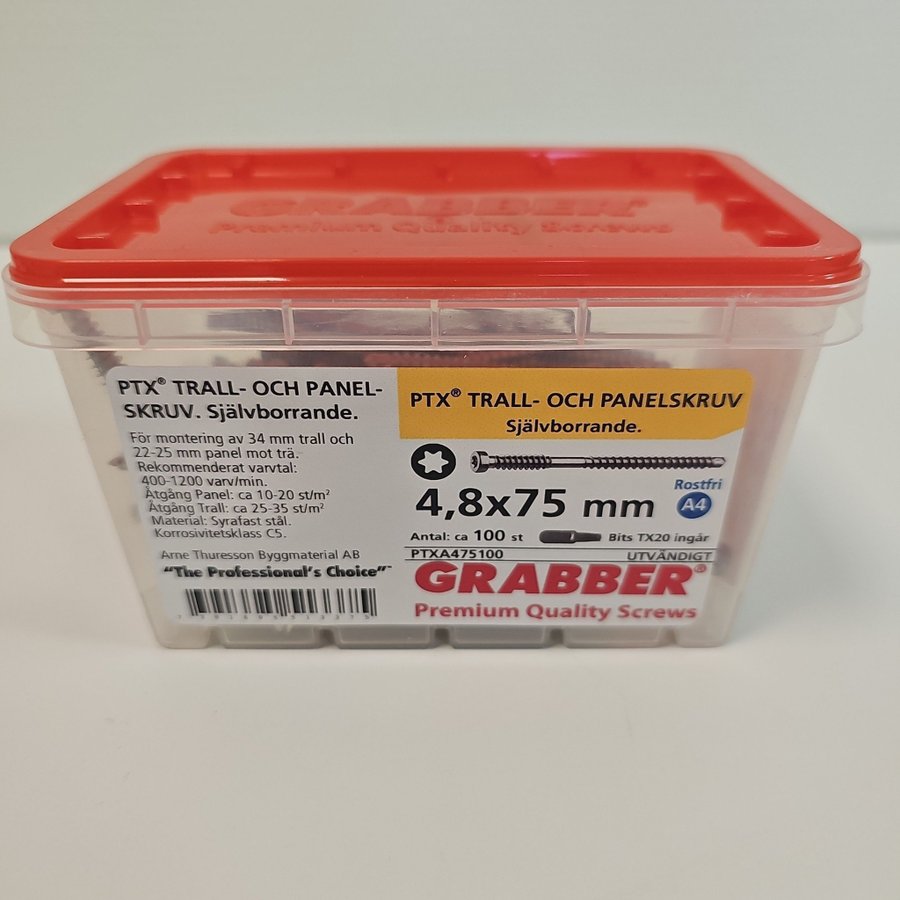 GRABBER®
Premium Quality Screws
PTX® TRALL- OCH PANEL-
SKRUV. Självborrande.
För montering av 34 mm trall och
22-25 mm panel mot trä.
Rekommenderat varvtal:
400-1200 varv/min.
Åtgång Panel: ca 10-20 st/m²
Åtgång Trall: ca 25-35 st/m²
Material: Syrafast stål.
Korrosivitetsklass C5.
Arne Thuresson Byggmaterial AB
"The Professional's Choice"™
PTX® TRALL- OCH PANELSKRUV
Självborrande.
4,8x75 mm
Rostfri
A4
Antal: ca 100 st
Bits TX20 ingår
PTXA475100
UTVÄNDIGT
GRABBER®
Premium Quality Screws